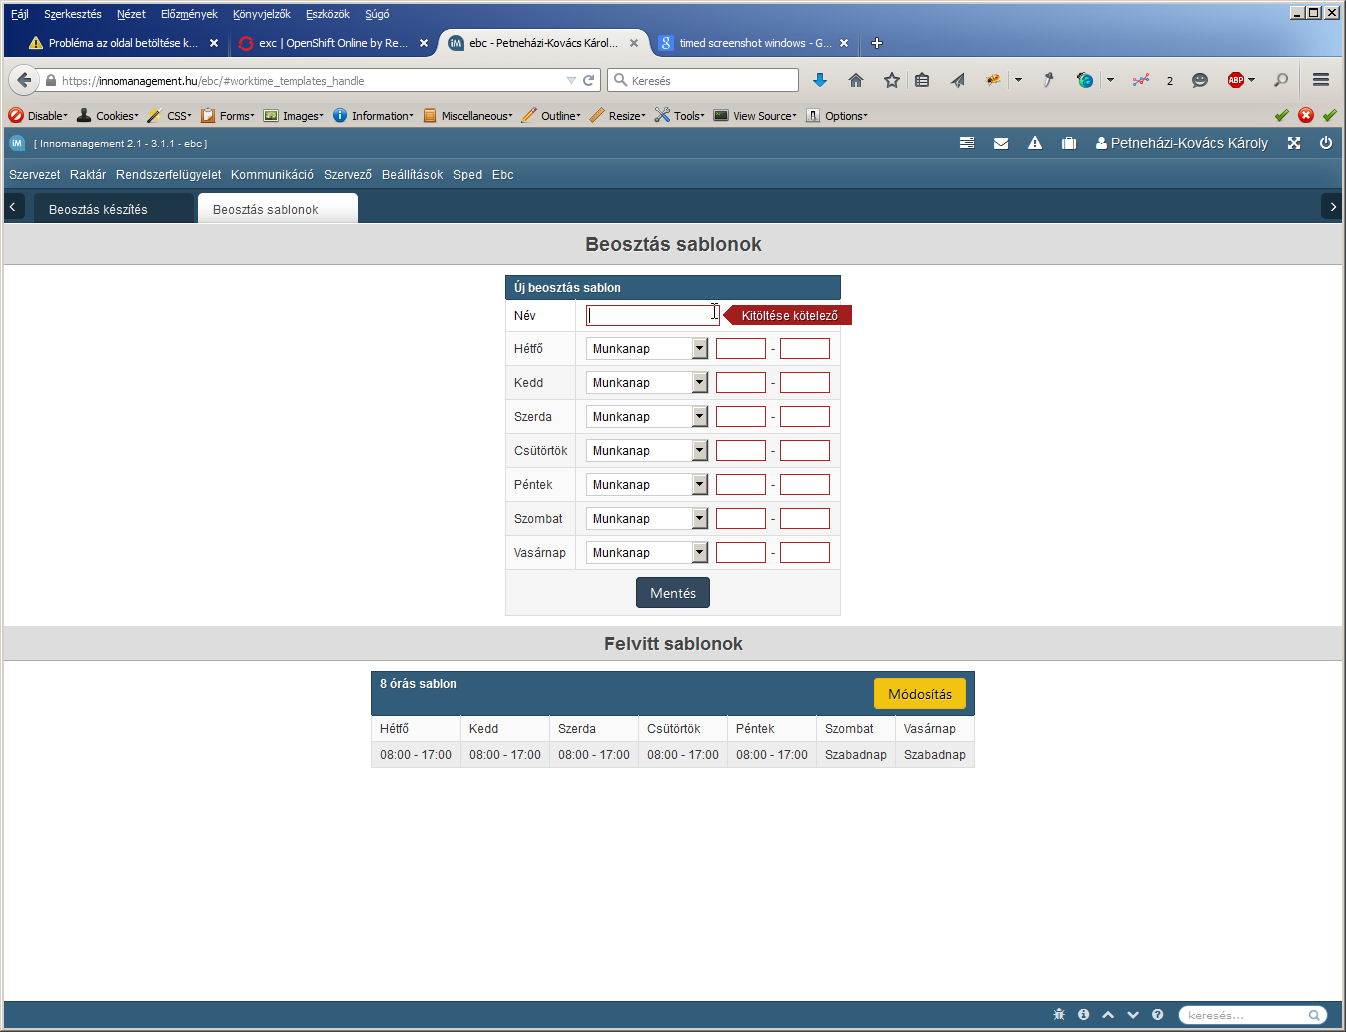 Fájl Szerkesztés Nézet Előzmények Könyvjelzők Eszközök Súgó
Probléma az oldal betöltése k... exc | OpenShift Online by Re... ebc - Petneházi-Kovács Károl... timed screenshot windows - G...
https://innomanagement.hu/ebc/#worktime_templates_handle Keresés 2 ABP
Disable Cookies CSS Forms Images Information Miscellaneous Outline Resize Tools View Source Options
iM [ Innomanagement 2.1 - 3.1.1 - ebc ] Petneházi-Kovács Károly
Szervezet Raktár Rendszerfelügyelet Kommunikáció Szervező Beállítások Sped Ebc
Beosztás készítés Beosztás sablonok
Beosztás sablonok
Új beosztás sablon
Név Kitöltése kötelező
Hétfő Munkanap -
Kedd Munkanap -
Szerda Munkanap -
Csütörtök Munkanap -
Péntek Munkanap -
Szombat Munkanap -
Vasárnap Munkanap -
Mentés
Felvitt sablonok
8 órás sablon Módosítás
Hétfő Kedd Szerda Csütörtök Péntek Szombat Vasárnap
08:00 - 17:00 08:00 - 17:00 08:00 - 17:00 08:00 - 17:00 08:00 - 17:00 Szabadnap Szabadnap
keresés...